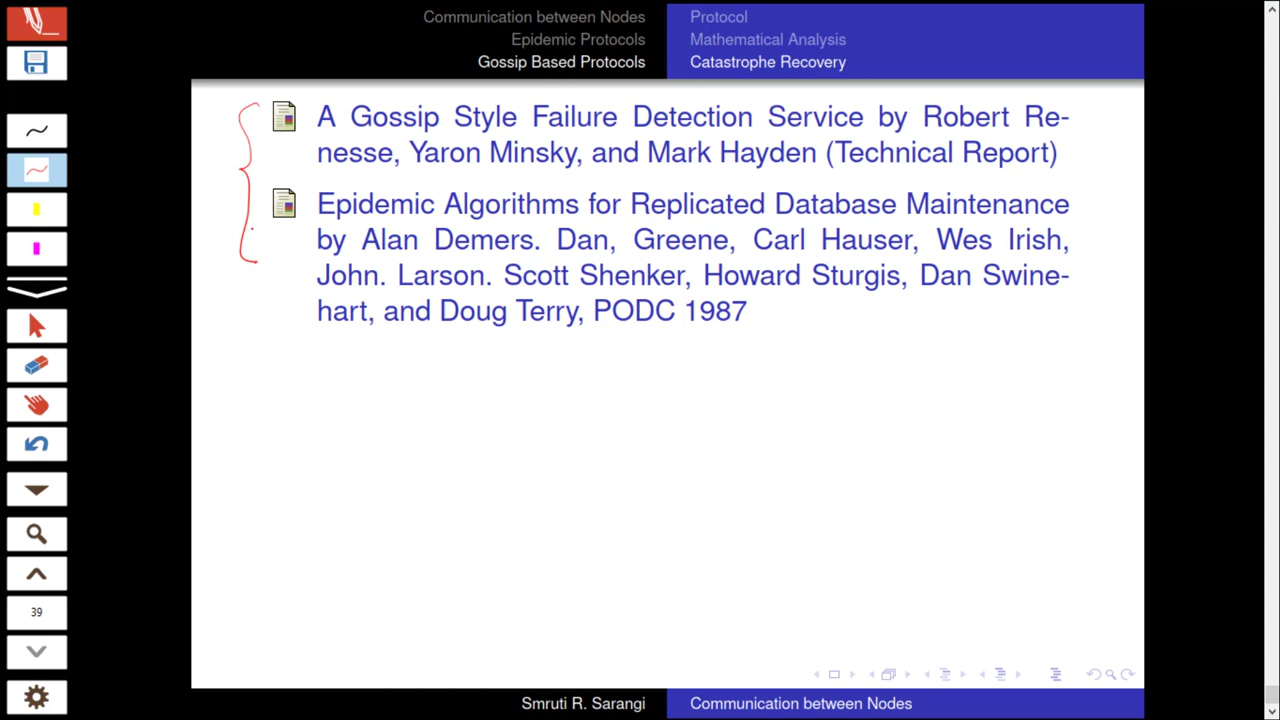 Communication between Nodes
Epidemic Protocols
Gossip Based Protocols
Protocol
Mathematical Analysis
Catastrophe Recovery
A Gossip Style Failure Detection Service by Robert Re-
nesse, Yaron Minsky, and Mark Hayden (Technical Report)
Epidemic Algorithms for Replicated Database Maintenance
by Alan Demers. Dan, Greene, Carl Hauser, Wes Irish,
John. Larson. Scott Shenker, Howard Sturgis, Dan Swine-
hart, and Doug Terry, PODC 1987
39
Smruti R. Sarangi
Communication between Nodes